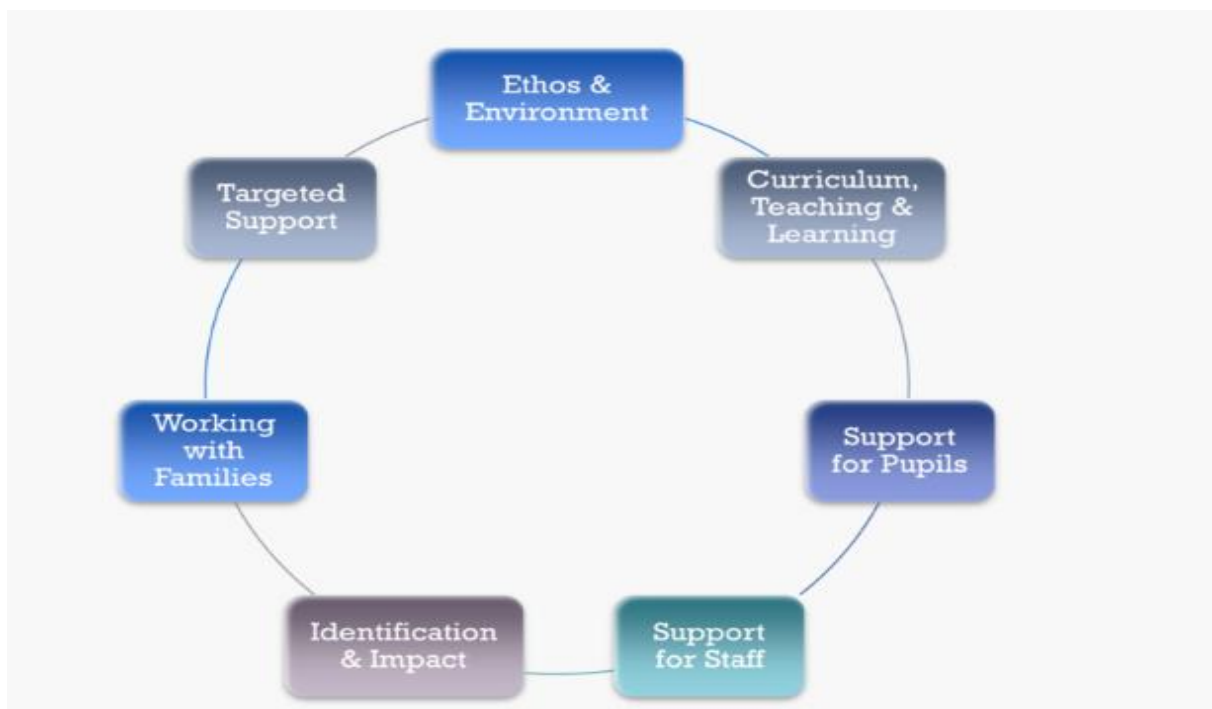 Ethos &
Environment
Curriculum,
Teaching &
Learning
Support
for Pupils
Support
for Staff
Identification
& Impact
Working
with
Families
Targeted
Support